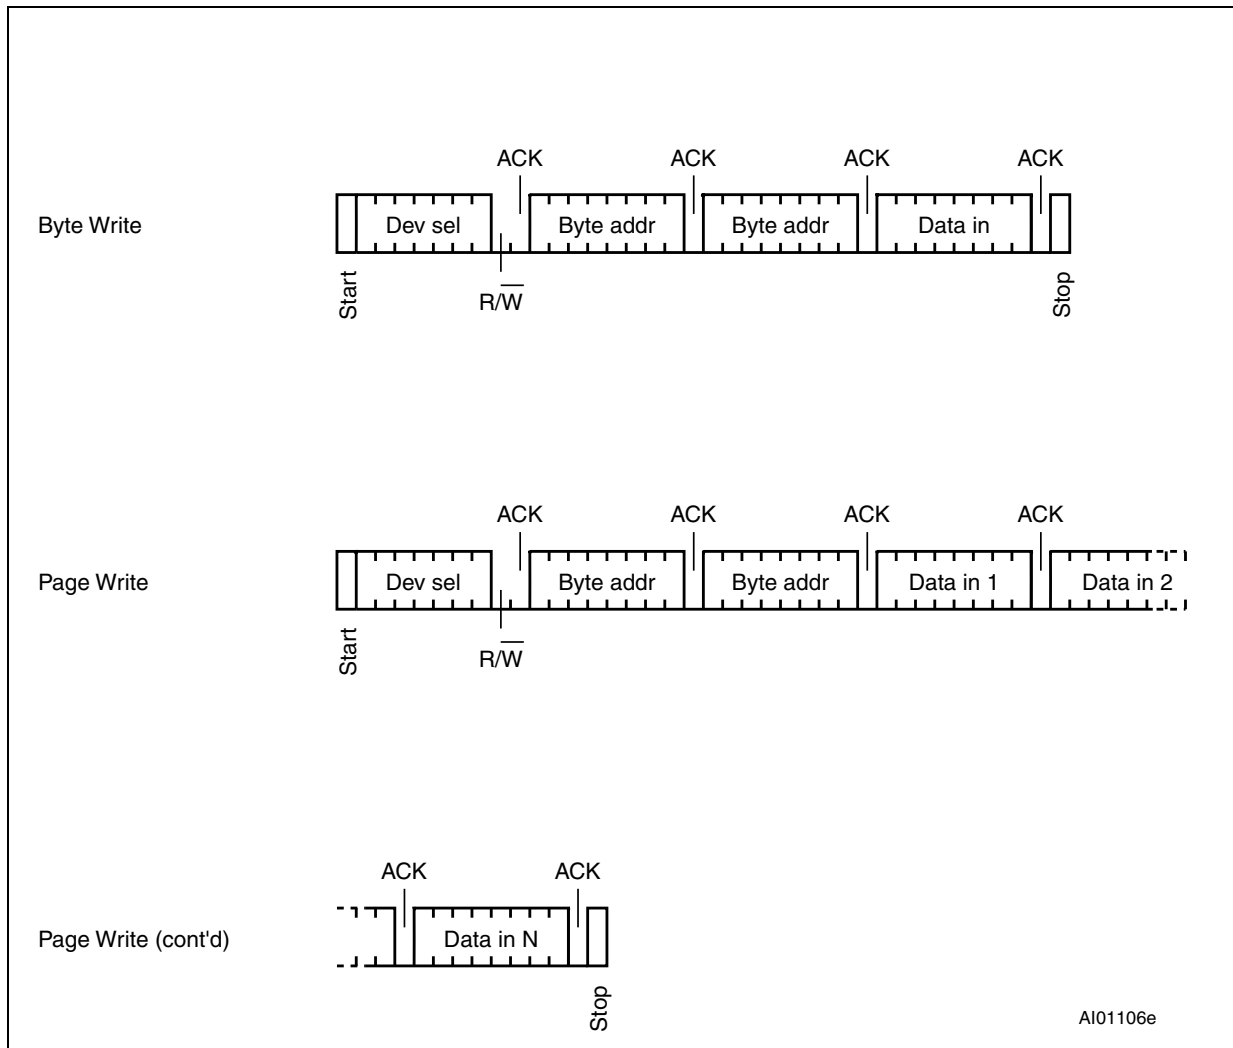 ACK ACK ACK ACK
Byte Write Dev sel Byte addr Byte addr Data in
Start R/W̅ Stop
ACK ACK ACK ACK
Page Write Dev sel Byte addr Byte addr Data in 1 Data in 2
Start R/W̅
ACK ACK
Page Write (cont'd) Data in N
Stop
AI01106e